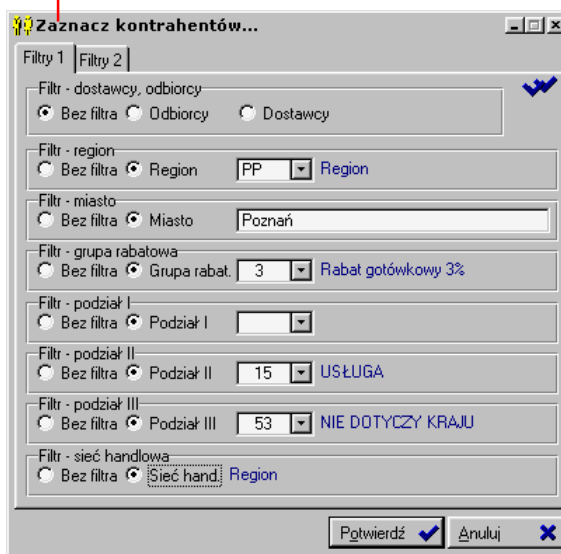 Zaznacz kontrahentów...
Filtry 1 Filtry 2
Filtr - dostawcy, odbiorcy
Bez filtra Odbiorcy Dostawcy
Filtr - region
Bez filtra Region PP Region
Filtr - miasto
Bez filtra Miasto Poznań
Filtr - grupa rabatowa
Bez filtra Grupa rabat. 3 Rabat gotówkowy 3%
Filtr - podział I
Bez filtra Podział I
Filtr - podział II
Bez filtra Podział II 15 USŁUGA
Filtr - podział III
Bez filtra Podział III 53 NIE DOTYCZY KRAJU
Filtr - sieć handlowa
Bez filtra Sieć hand. Region
Potwierdź Anuluj